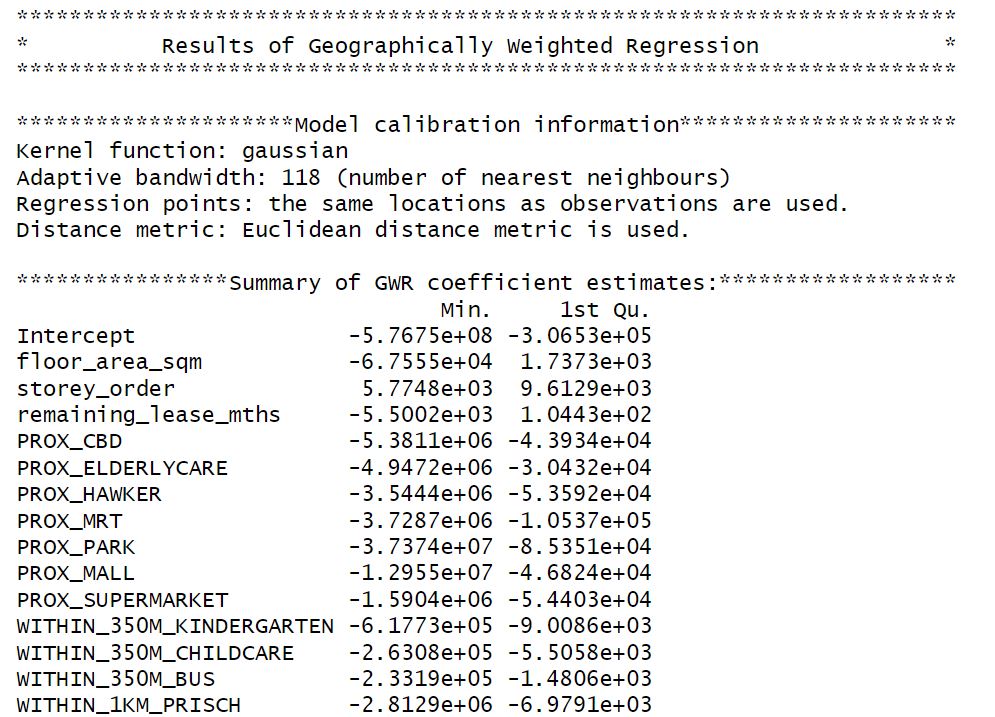 ***********************************************************************
* Results of Geographically Weighted Regression *
***********************************************************************
*********************Model calibration information*********************
Kernel function: gaussian
Adaptive bandwidth: 118 (number of nearest neighbours)
Regression points: the same locations as observations are used.
Distance metric: Euclidean distance metric is used.
****************Summary of GWR coefficient estimates:******************
Min. 1st Qu.
Intercept -5.7675e+08 -3.0653e+05
floor_area_sqm -6.7555e+04 1.7373e+03
storey_order 5.7748e+03 9.6129e+03
remaining_lease_mths -5.5002e+03 1.0443e+02
PROX_CBD -5.3811e+06 -4.3934e+04
PROX_ELDERLYCARE -4.9472e+06 -3.0432e+04
PROX_HAWKER -3.5444e+06 -5.3592e+04
PROX_MRT -3.7287e+06 -1.0537e+05
PROX_PARK -3.7374e+07 -8.5351e+04
PROX_MALL -1.2955e+07 -4.6824e+04
PROX_SUPERMARKET -1.5904e+06 -5.4403e+04
WITHIN_350M_KINDERGARTEN -6.1773e+05 -9.0086e+03
WITHIN_350M_CHILDCARE -2.6308e+05 -5.5058e+03
WITHIN_350M_BUS -2.3319e+05 -1.4806e+03
WITHIN_1KM_PRISCH -2.8129e+06 -6.9791e+03